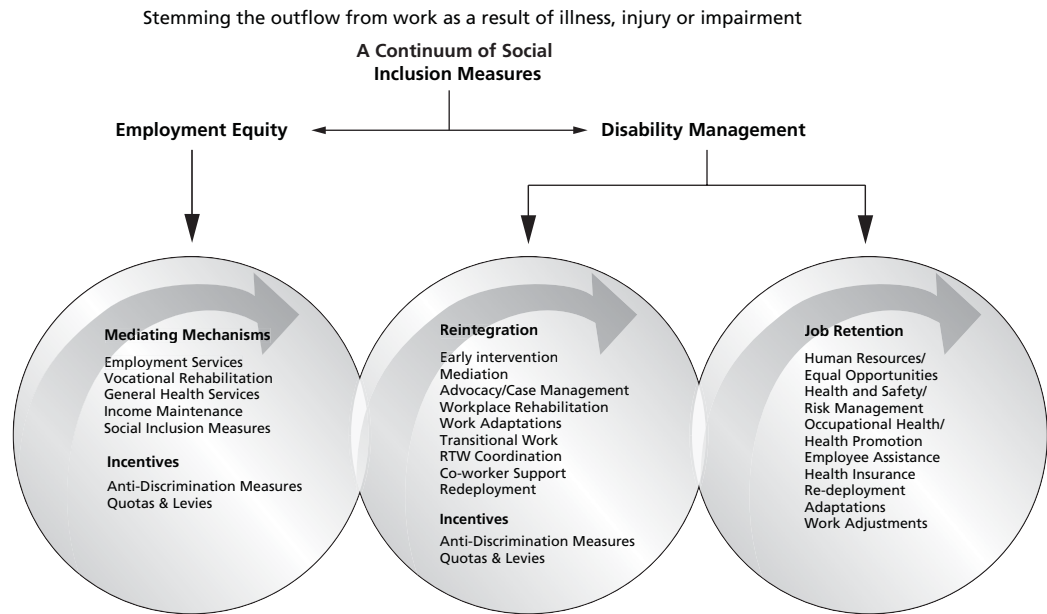 Stemming the outflow from work as a result of illness, injury or impairment
A Continuum of Social
Inclusion Measures
Employment Equity
Disability Management
Mediating Mechanisms
Employment Services
Vocational Rehabilitation
General Health Services
Income Maintenance
Social Inclusion Measures
Incentives
Anti-Discrimination Measures
Quotas & Levies
Reintegration
Early intervention
Mediation
Advocacy/Case Management
Workplace Rehabilitation
Work Adaptations
Transitional Work
RTW Coordination
Co-worker Support
Redeployment
Incentives
Anti-Discrimination Measures
Quotas & Levies
Job Retention
Human Resources/
Equal Opportunities
Health and Safety/
Risk Management
Occupational Health/
Health Promotion
Employee Assistance
Health Insurance
Re-deployment
Adaptations
Work Adjustments